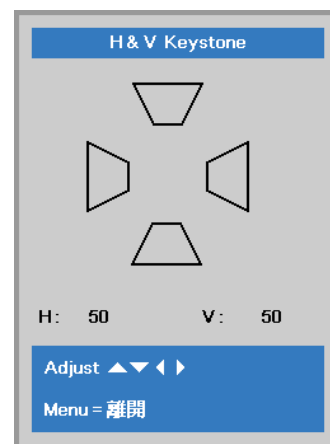 H & V Keystone
H: 50 V: 50
Adjust ▲▼◀▶
Menu = 離開